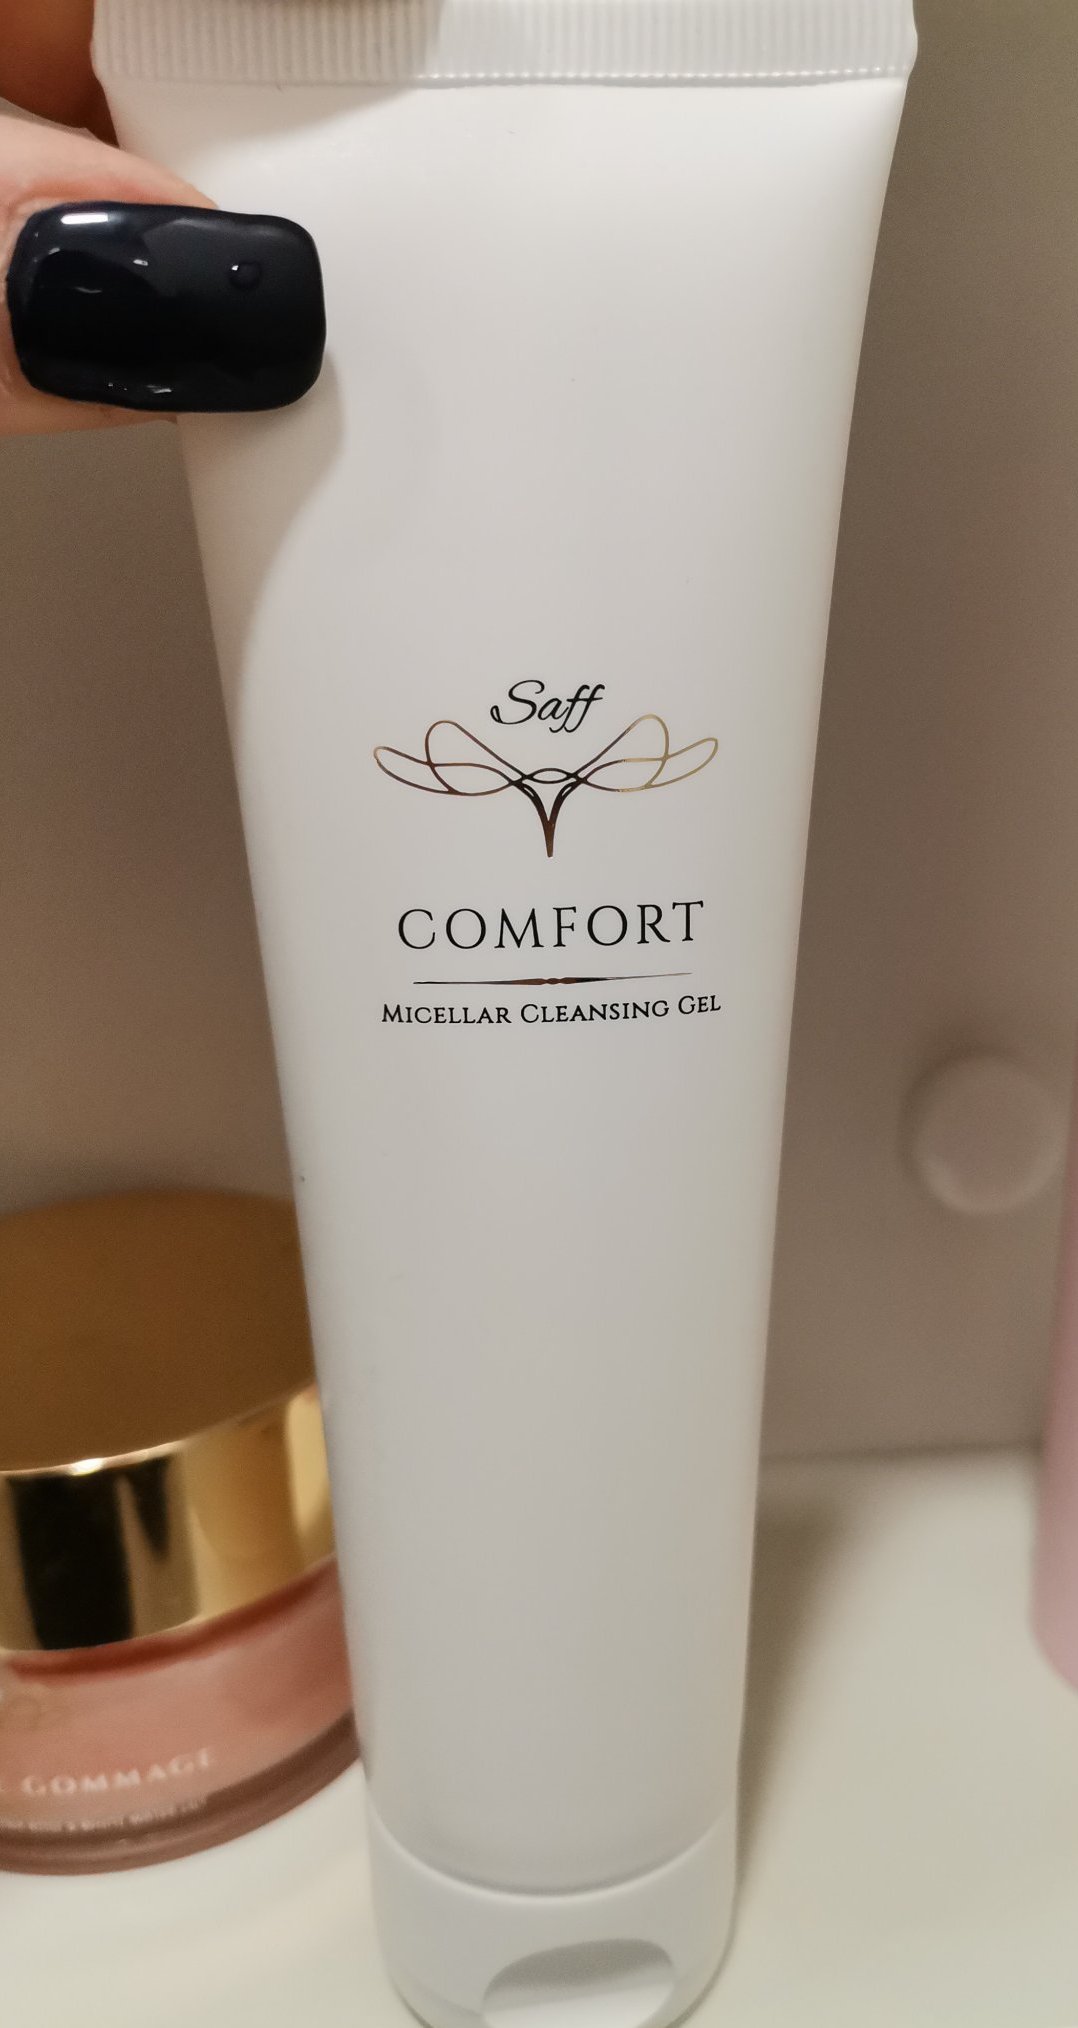 Saff
COMFORT
MICELLAR CLEANSING GEL
GOMMAGE